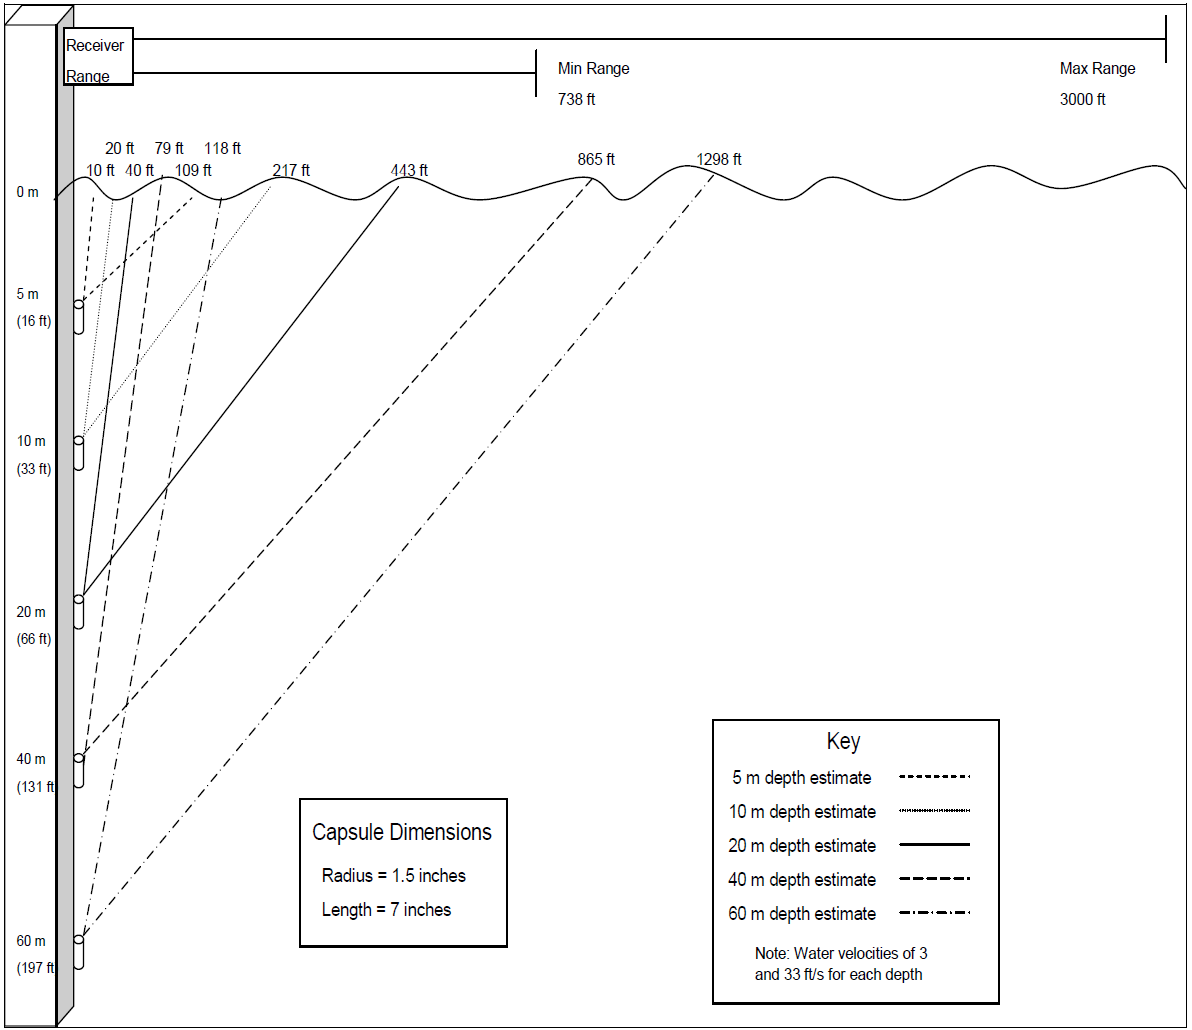 Receiver
Range
Min Range
738 ft
Max Range
3000 ft
20 ft 79 ft 118 ft
10 ft 40 ft 109 ft 217 ft 443 ft 865 ft 1298 ft
0 m
5 m
(16 ft)
10 m
(33 ft)
20 m
(66 ft)
40 m
(131 ft
60 m
(197 ft
Capsule Dimensions
Radius = 1.5 inches
Length = 7 inches
Key
5 m depth estimate
10 m depth estimate
20 m depth estimate
40 m depth estimate
60 m depth estimate
Note: Water velocities of 3
and 33 ft/s for each depth